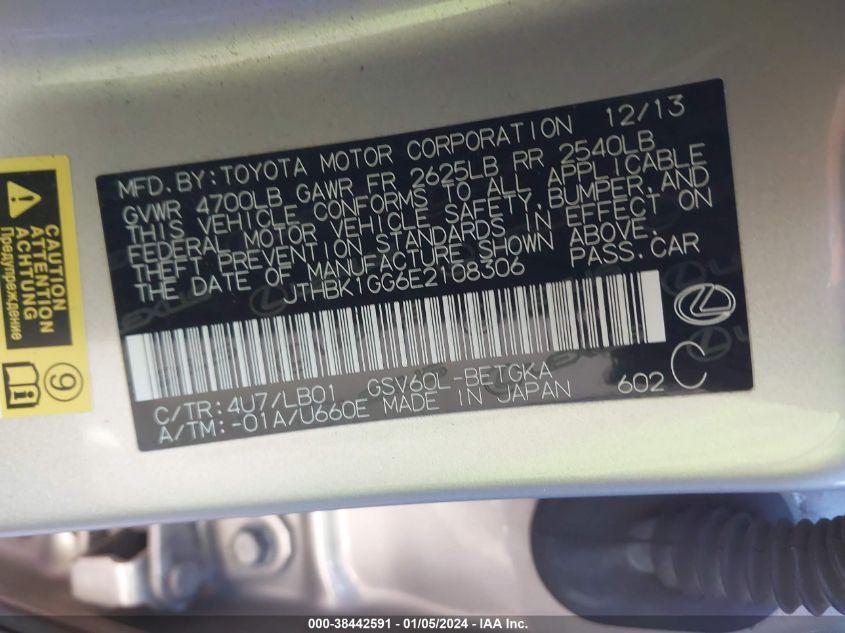 MFD. BY: TOYOTA MOTOR CORPORATION 12/13
GVWR 4700LB GAWR FR 2625LB RR 2540LB
THIS VEHICLE CONFORMS TO ALL APPLICABLE
FEDERAL MOTOR VEHICLE SAFETY, BUMPER, AND
THEFT PREVENTION STANDARDS IN EFFECT ON
THE DATE OF MANUFACTURE SHOWN ABOVE.
JTHBK1GG6E2108306 PASS. CAR
C/TR: 4U7/LB01 GSV60L-BETGKA
A/TM: -01A/U660E MADE IN JAPAN 602
CAUTION
ATTENTION
ACHTUNG
Предупреждение
9
000-38442591 - 01/05/2024 - IAA Inc.